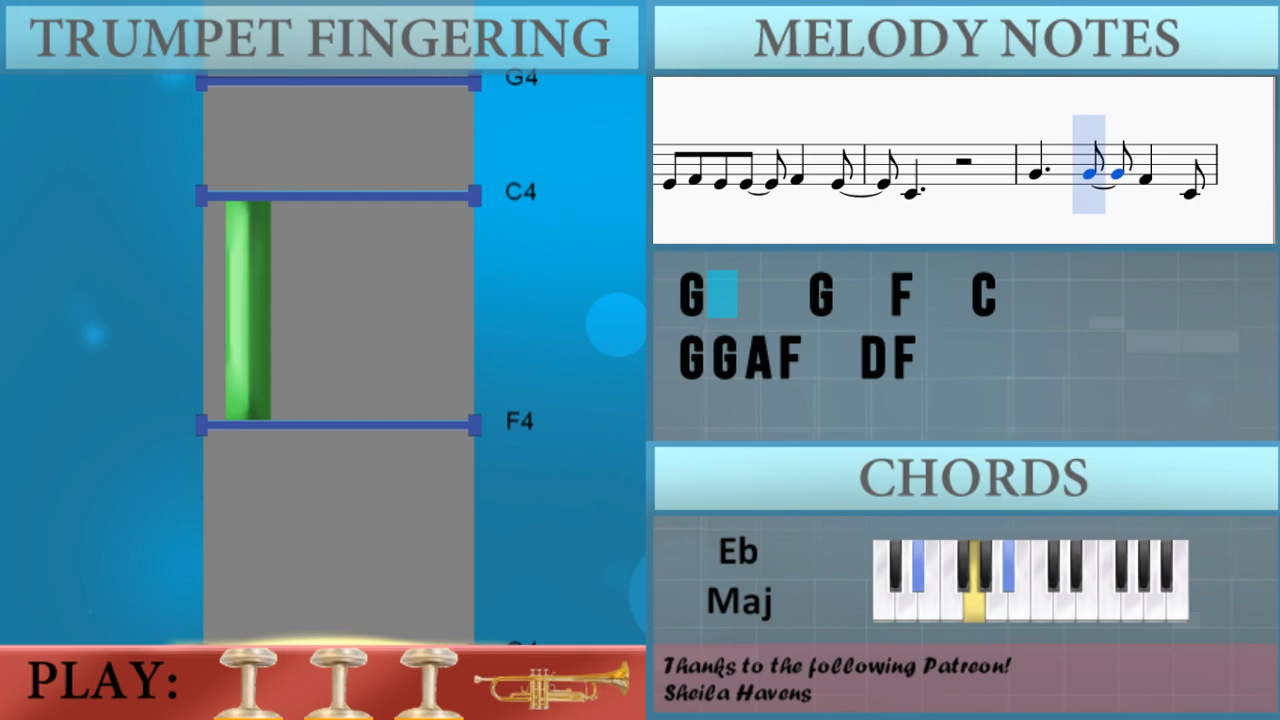 TRUMPET FINGERING
G4
C4
F4
PLAY:
MELODY NOTES
G G F C
GGAF DF
CHORDS
Eb
Maj
Thanks to the following Patreon!
Sheila Havens